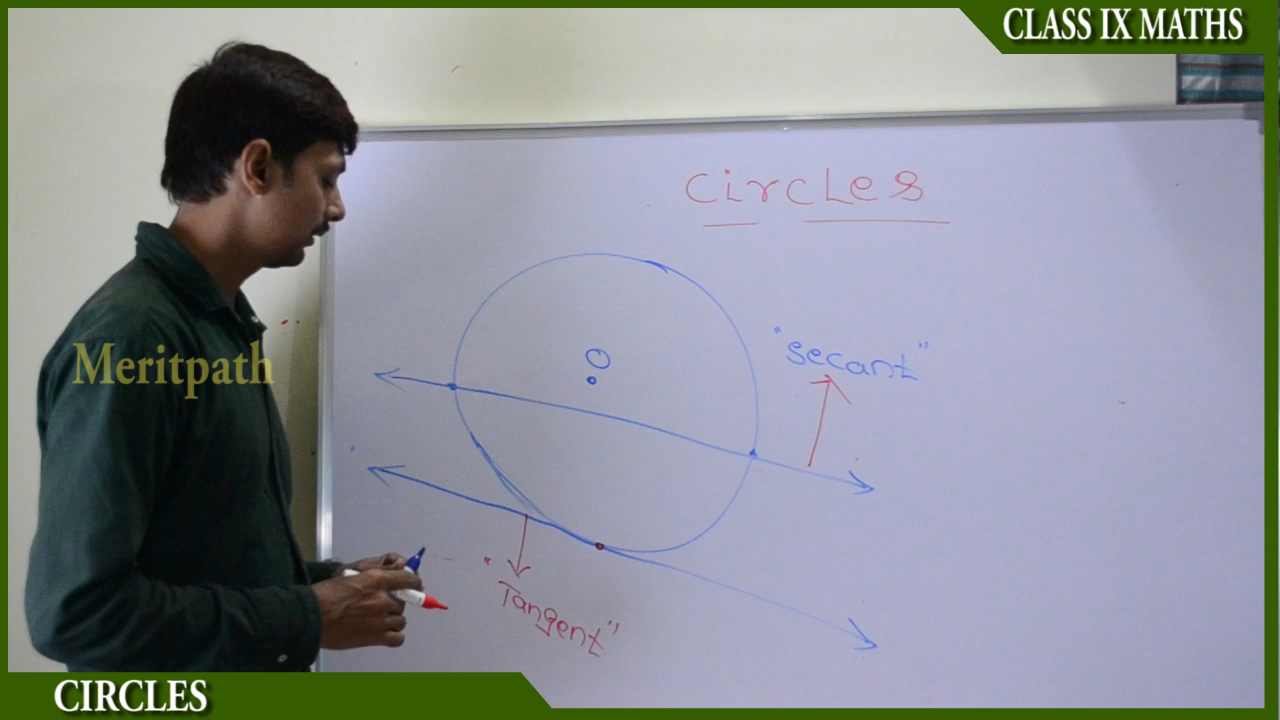 CLASS IX MATHS
Circles
O
"secant"
Meritpath
"Tangent"
CIRCLES